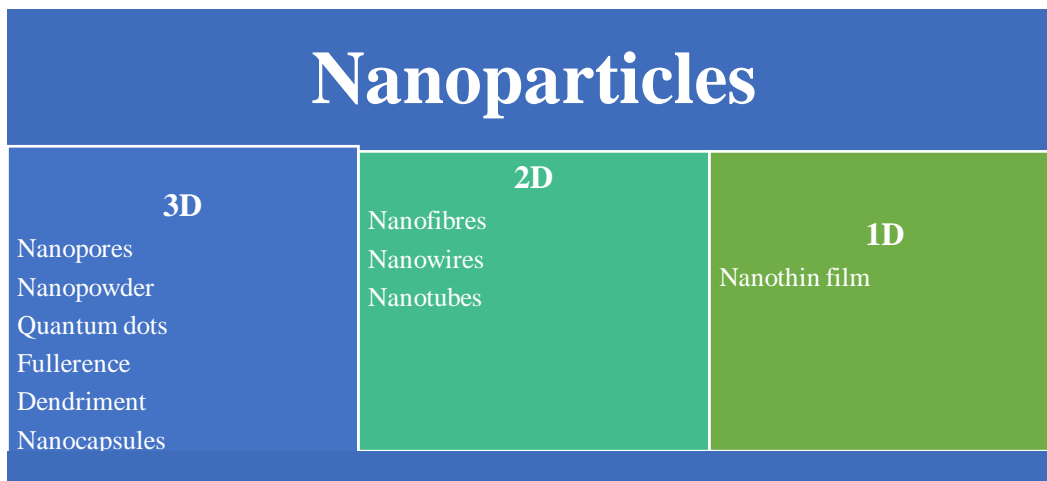 Nanoparticles
3D
Nanopores
Nanopowder
Quantum dots
Fullerence
Dendriment
Nanocapsules
2D
Nanofibres
Nanowires
Nanotubes
1D
Nanothin film